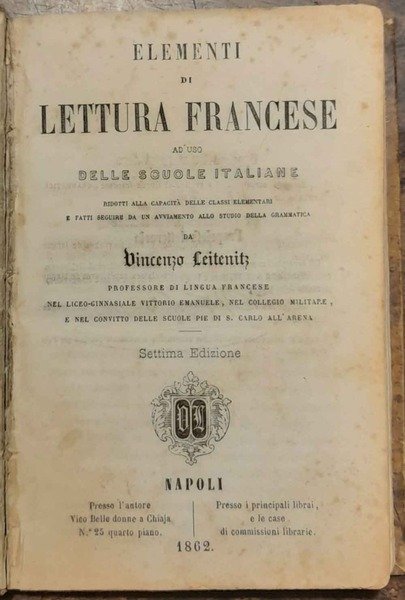 ELEMENTI
DI
LETTURA FRANCESE
AD USO
DELLE SCUOLE ITALIANE
RIDOTTI ALLA CAPACITÀ DELLE CLASSI ELEMENTARI
E FATTI SEGUIRE DA UN AVVIAMENTO ALLO STUDIO DELLA GRAMMATICA
DA
Vincenzo Leitenitz
PROFESSORE DI LINGUA FRANCESE
NEL LICEO-GINNASIALE VITTORIO EMANUELE, NEL COLLEGIO MILITARE,
E NEL CONVITTO DELLE SCUOLE PIE DI S. CARLO ALL'ARENA
Settima Edizione
VL
NAPOLI
Presso l'autore
Vico Belle donne a Chiaja
N.° 25 quarto piano.
Presso i principali librai,
e le case
di commissioni librarie.
1862.